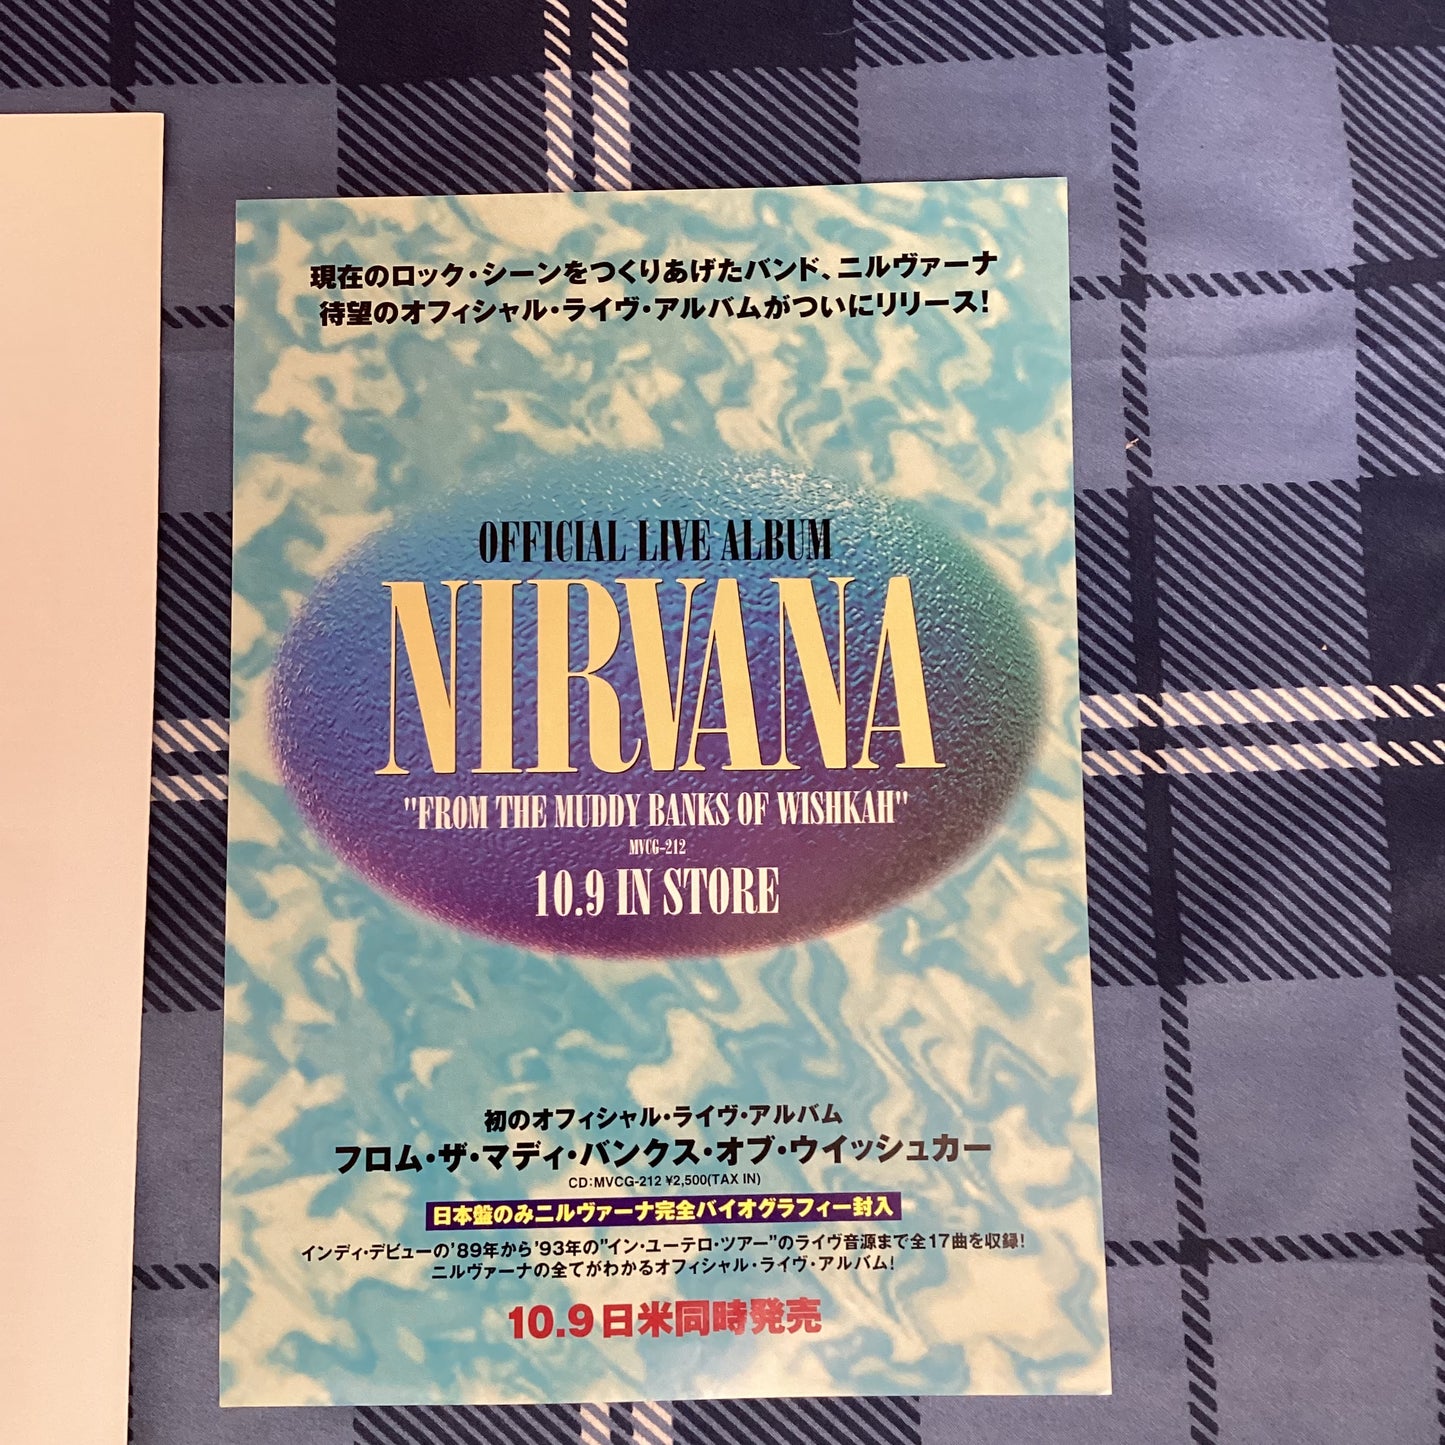 現在のロック・シーンをつくりあげたバンド、ニルヴァーナ
待望のオフィシャル・ライヴ・アルバムがついにリリース!
OFFICIAL LIVE ALBUM
NIRVANA
"FROM THE MUDDY BANKS OF WISHKAH"
MVCG-212
10.9 IN STORE
初のオフィシャル・ライヴ・アルバム
フロム・ザ・マディ・バンクス・オブ・ウイッシュカー
CD:MVCG-212 ¥2,500(TAX IN)
日本盤のみニルヴァーナ完全バイオグラフィー封入
インディ・デビューの'89年から'93年の"イン・ユーテロ・ツアー"のライヴ音源まで全17曲を収録!
ニルヴァーナの全てがわかるオフィシャル・ライヴ・アルバム!
10.9日米同時発売